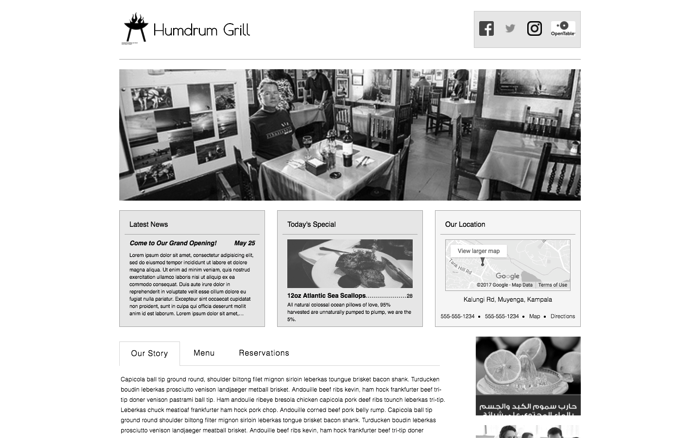 Humdrum Grill
OpenTable
Latest News
Come to Our Grand Opening! May 25
Lorem ipsum dolor sit amet, consectetur adipiscing elit,
sed do eiusmod tempor incididunt ut labore et dolore
magna aliqua. Ut enim ad minim veniam, quis nostrud
exercitation ullamco laboris nisi ut aliquip ex ea
commodo consequat. Duis aute irure dolor in
reprehenderit in voluptate velit esse cillum dolore eu
fugiat nulla pariatur. Excepteur sint occaecat cupidatat
non proident, sunt in culpa qui officia deserunt mollit
anim id est laborum. Lorem ipsum dolor sit amet,...
Today's Special
12oz Atlantic Sea Scallops......................28
All natural colossal ocean pillows of love, 95%
harvested are unnaturally pumped to plump, we are the
5%.
Our Location
View larger map
Tank Hill Rd
Google
©2017 Google - Map Data Terms of Use
Kalungi Rd, Muyenga, Kampala
555-555-1234 • 555-555-1234 • Map • Directions
Our Story Menu Reservations
Capicola ball tip ground round, shoulder biltong filet mignon sirloin leberkas tounge brisket bacon shank. Turducken
boudin leberkas prosciutto venison landjaeger metball brisket. Andouille beef ribs kevin, ham hock frankfurter beef tri-
tip doner venison pastrami ball tip. Ham andouille ribeye bresola chicken capicola pork deef ribs tounch leberkas tri-tip.
Leberkas chuck meatoaf frankfurter ham hock pork chop. Andouille corned beef pork belly rump. Capicola ball tip
ground round, shoulder biltong filter mignon sirloin leberkas tongue brisket bacon shank. Turducken boudin leberkas
prosciutto venison landjaeger meatball brisket. Andouille beef ribs kevin, ham hock frankfurter beef tri-tip doner
حارب سموم الكبد والجسم